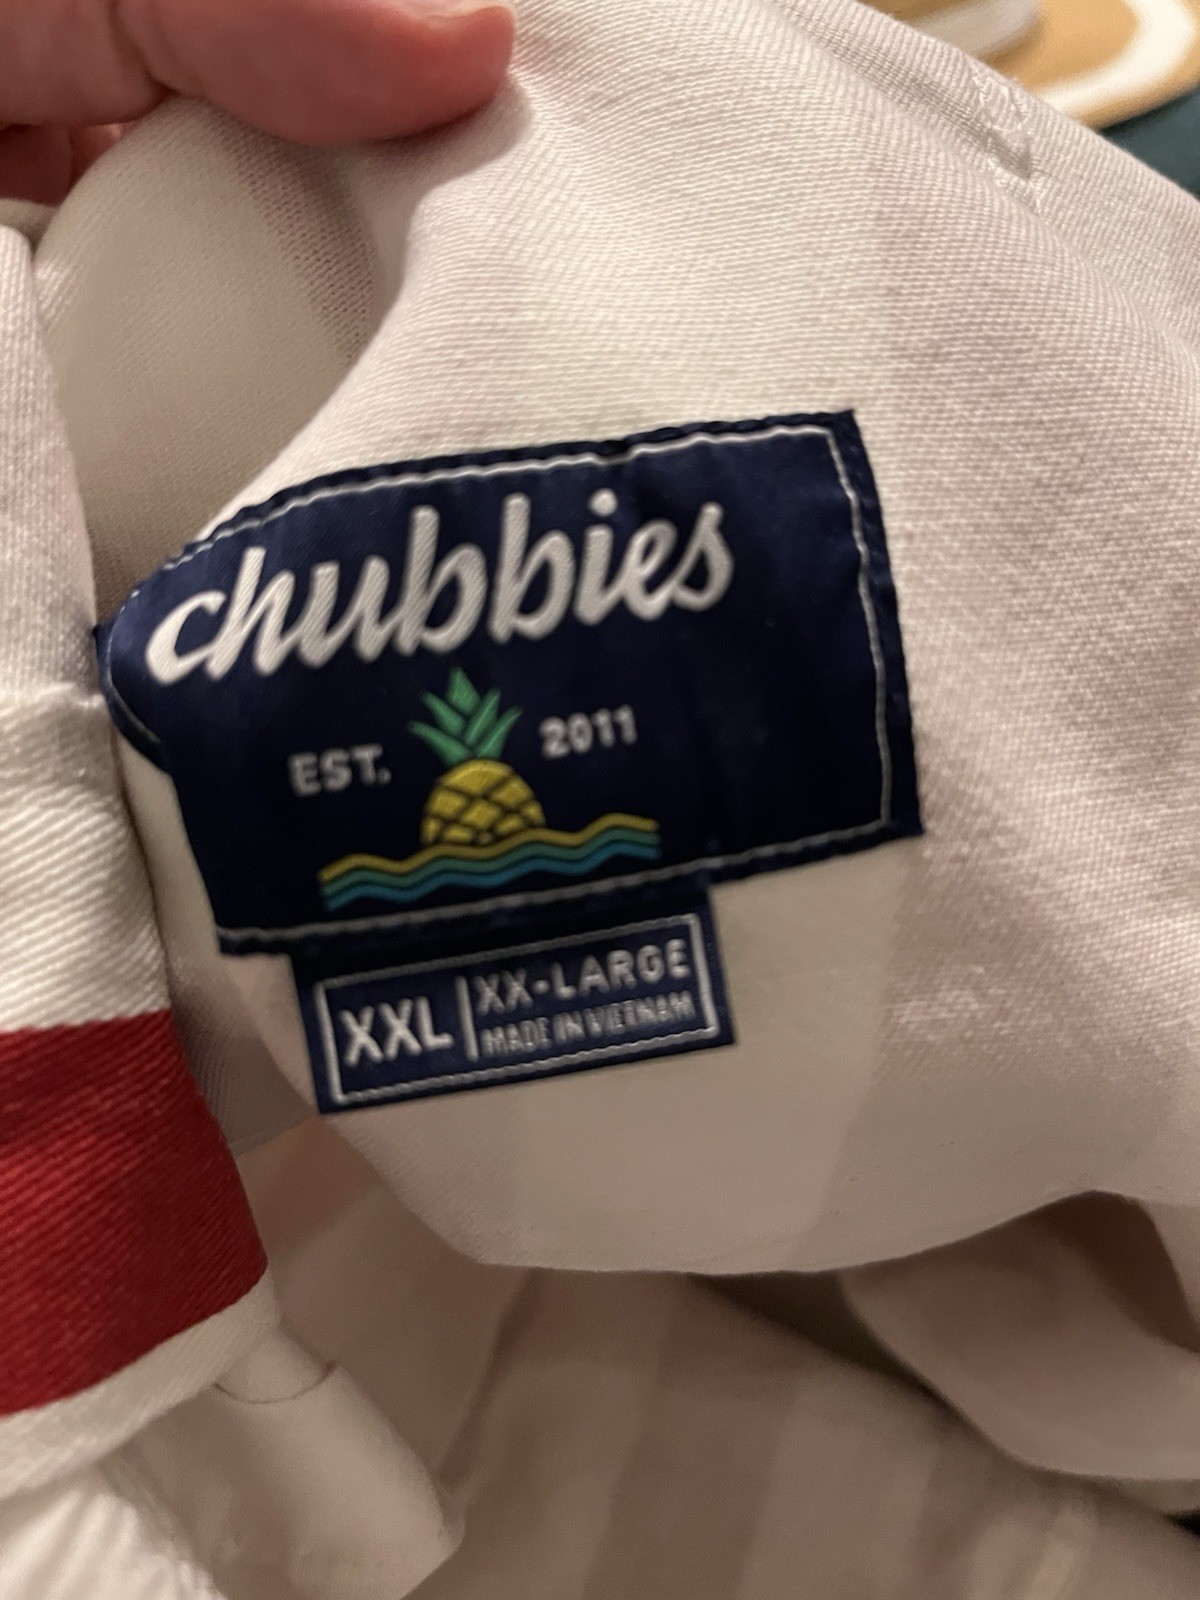 chubbies
EST. 2011
XXL XX-LARGE
MADE IN VIETNAM